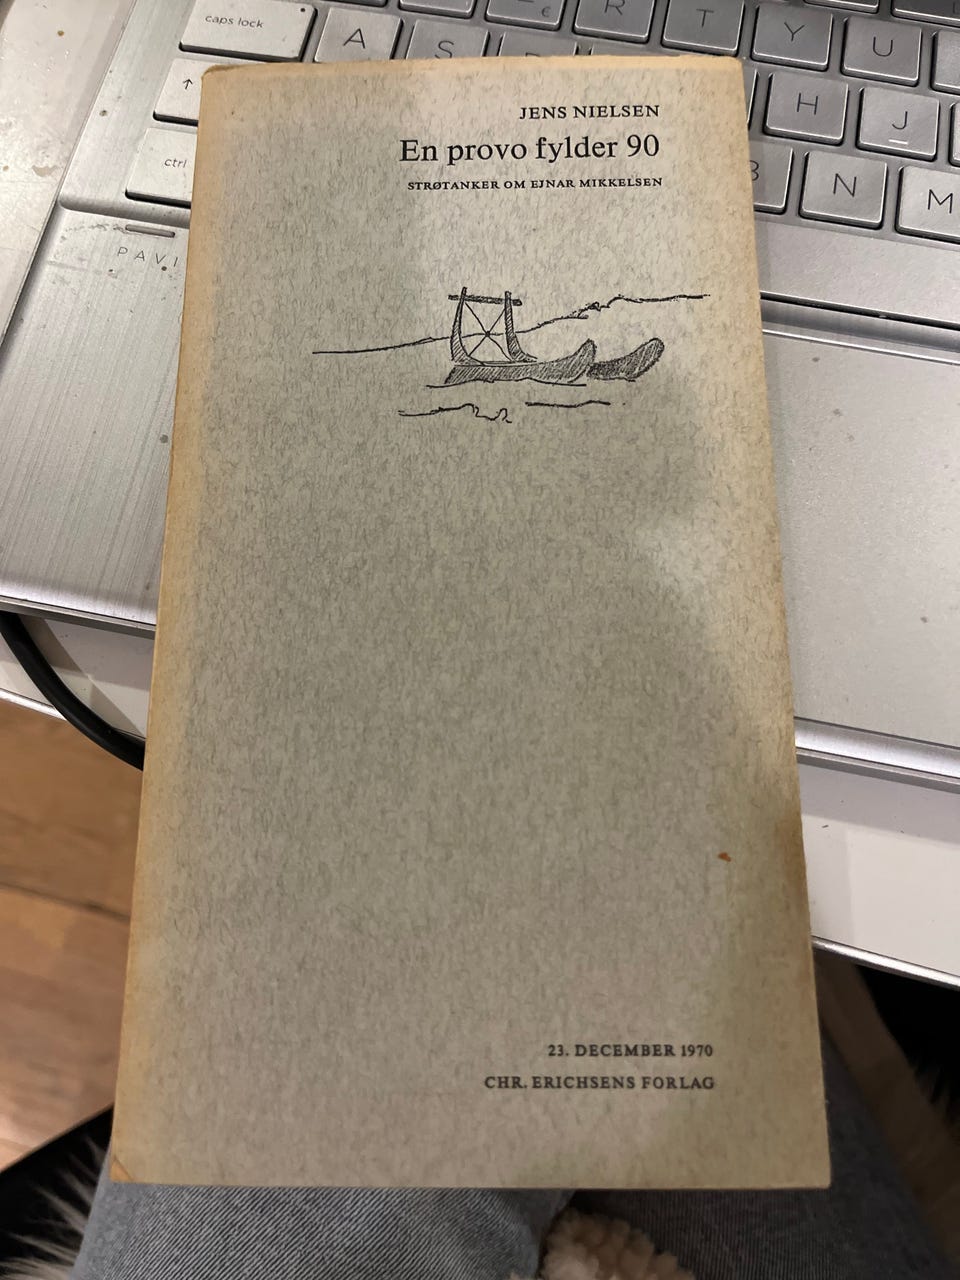 caps lock
€
R
T
Y
U
A
S
H
J
↑
ctrl
B
N
M
PAVI
JENS NIELSEN
En provo fylder 90
STRØTANKER OM EJNAR MIKKELSEN
23. DECEMBER 1970
CHR. ERICHSENS FORLAG